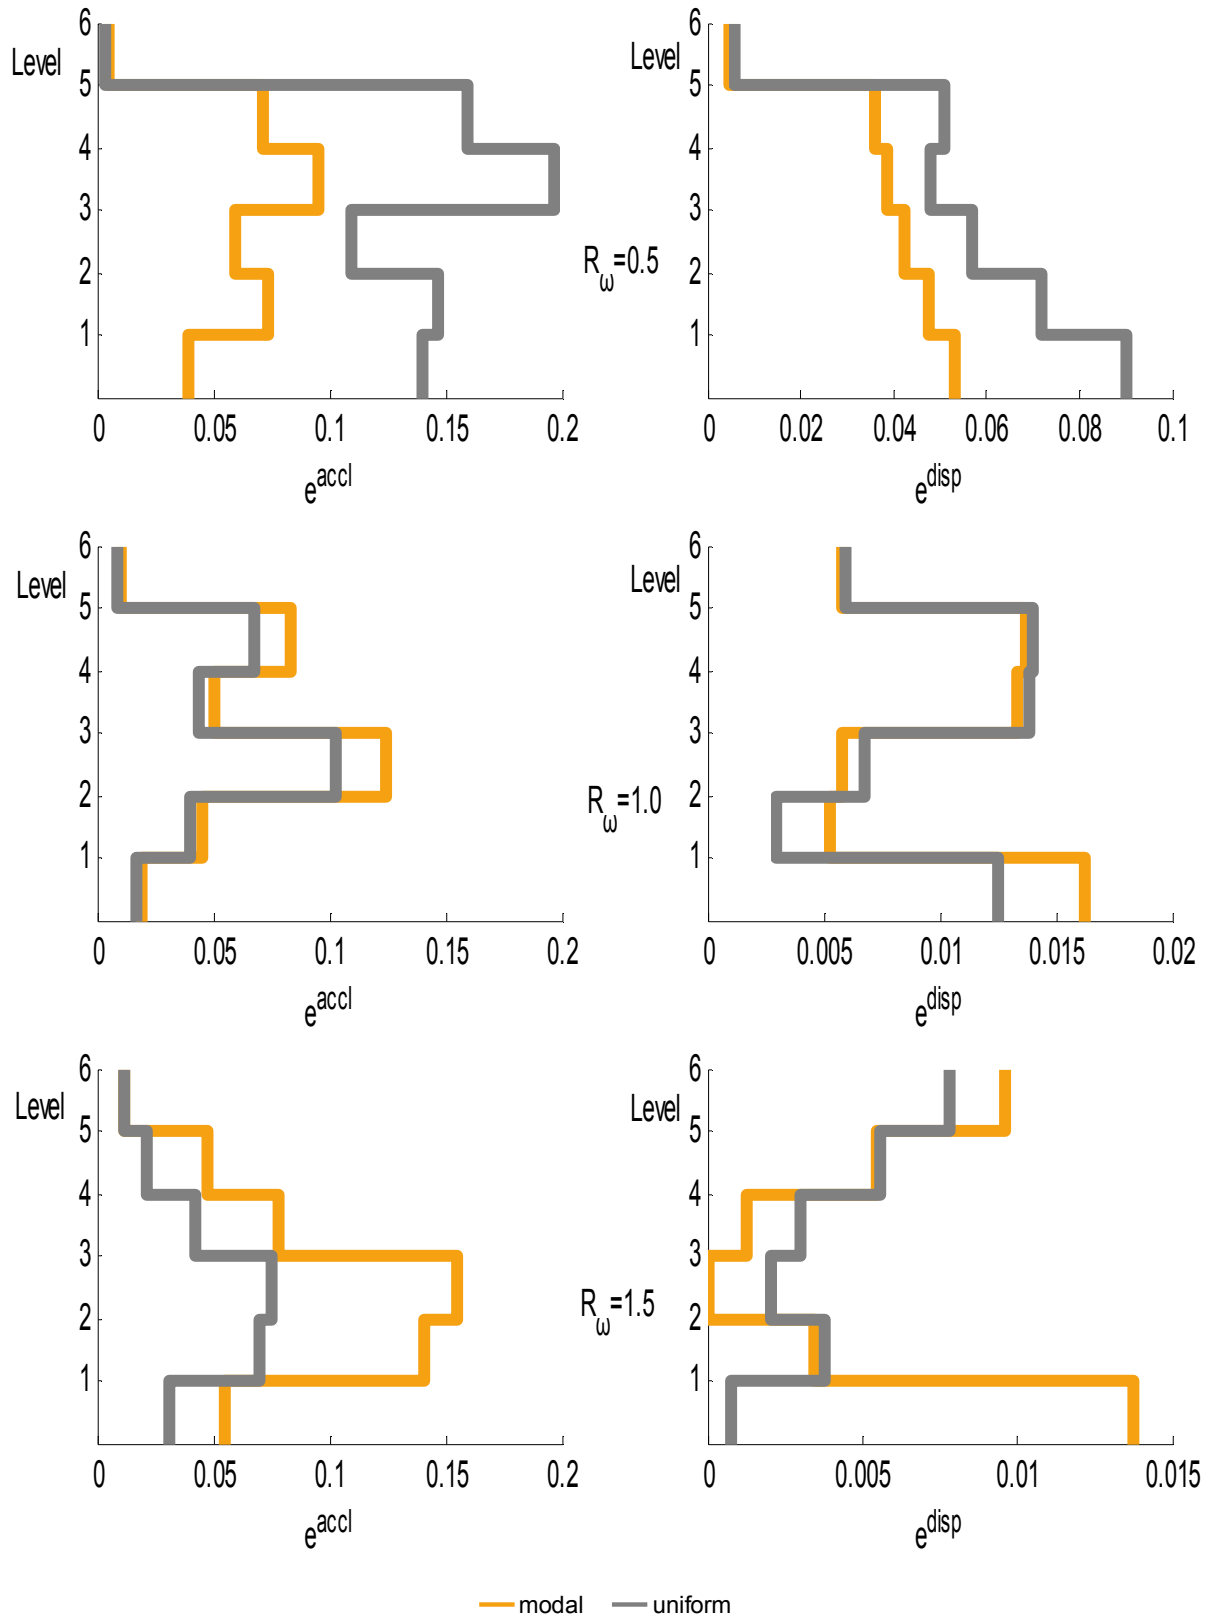 6
Level
5
4
3
2
1
0 0.05 0.1 0.15 0.2
e^accl
R_ω=0.5
6
Level
5
4
3
2
1
0 0.02 0.04 0.06 0.08 0.1
e^disp
6
Level
5
4
3
2
1
0 0.05 0.1 0.15 0.2
e^accl
R_ω=1.0
6
Level
5
4
3
2
1
0 0.005 0.01 0.015 0.02
e^disp
6
Level
5
4
3
2
1
0 0.05 0.1 0.15 0.2
e^accl
R_ω=1.5
6
Level
5
4
3
2
1
0 0.005 0.01 0.015
e^disp
modal uniform